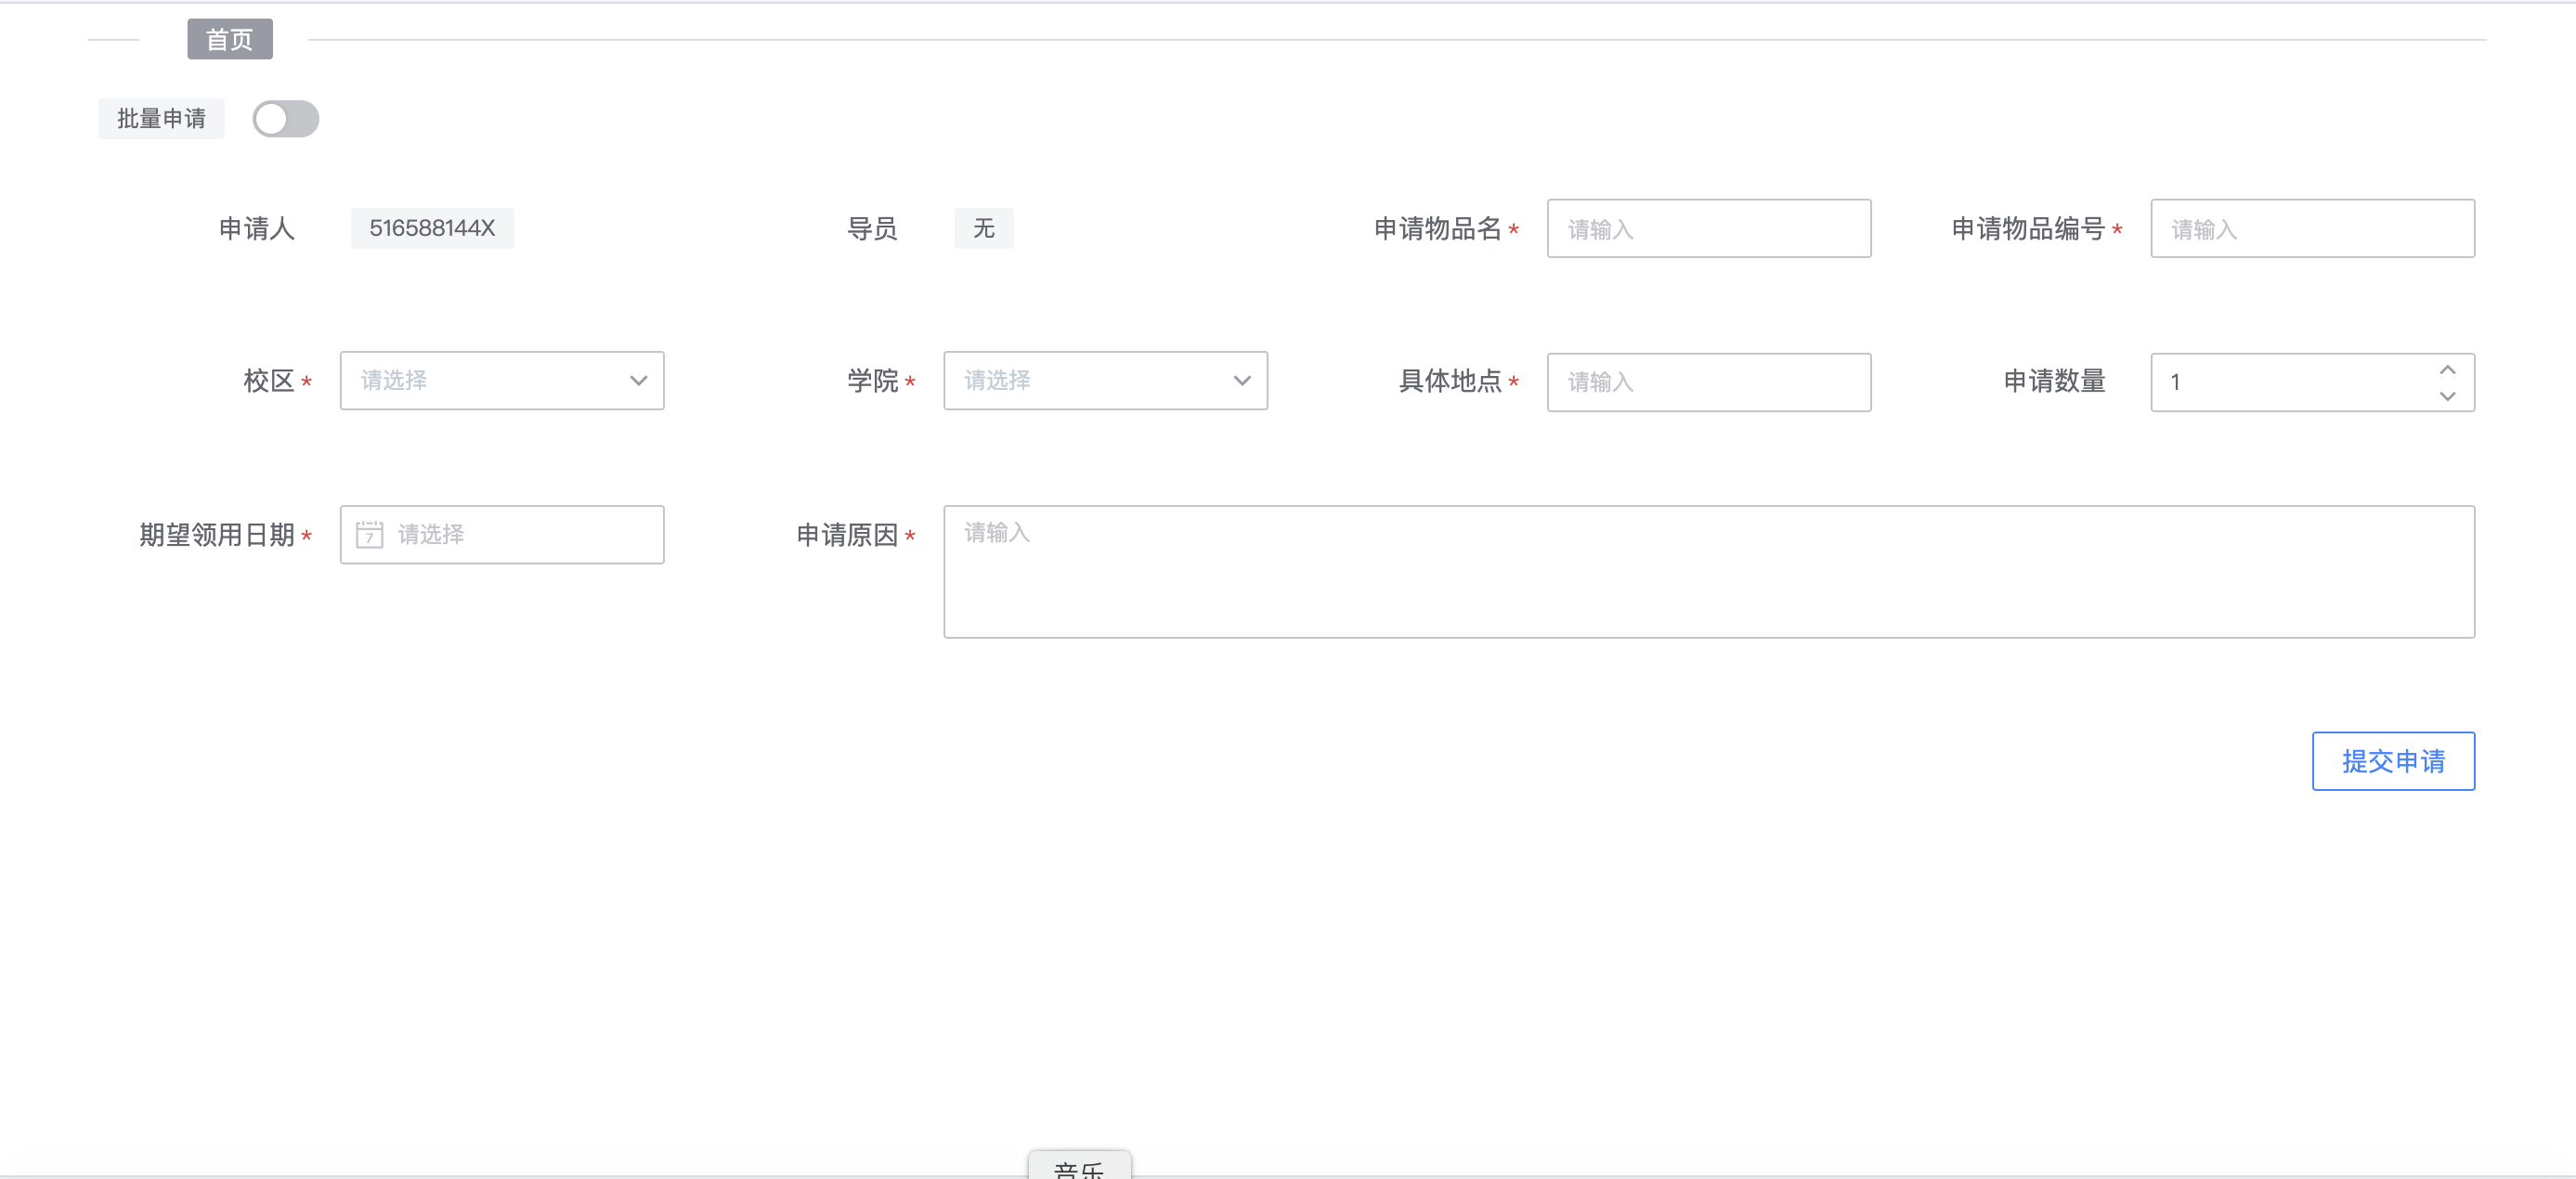 首页
批量申请
申请人 516588144X 导员 无 申请物品名* 请输入 申请物品编号* 请输入
校区* 请选择 学院* 请选择 具体地点* 请输入 申请数量 1
期望领用日期* 7 请选择 申请原因* 请输入
提交申请
音乐